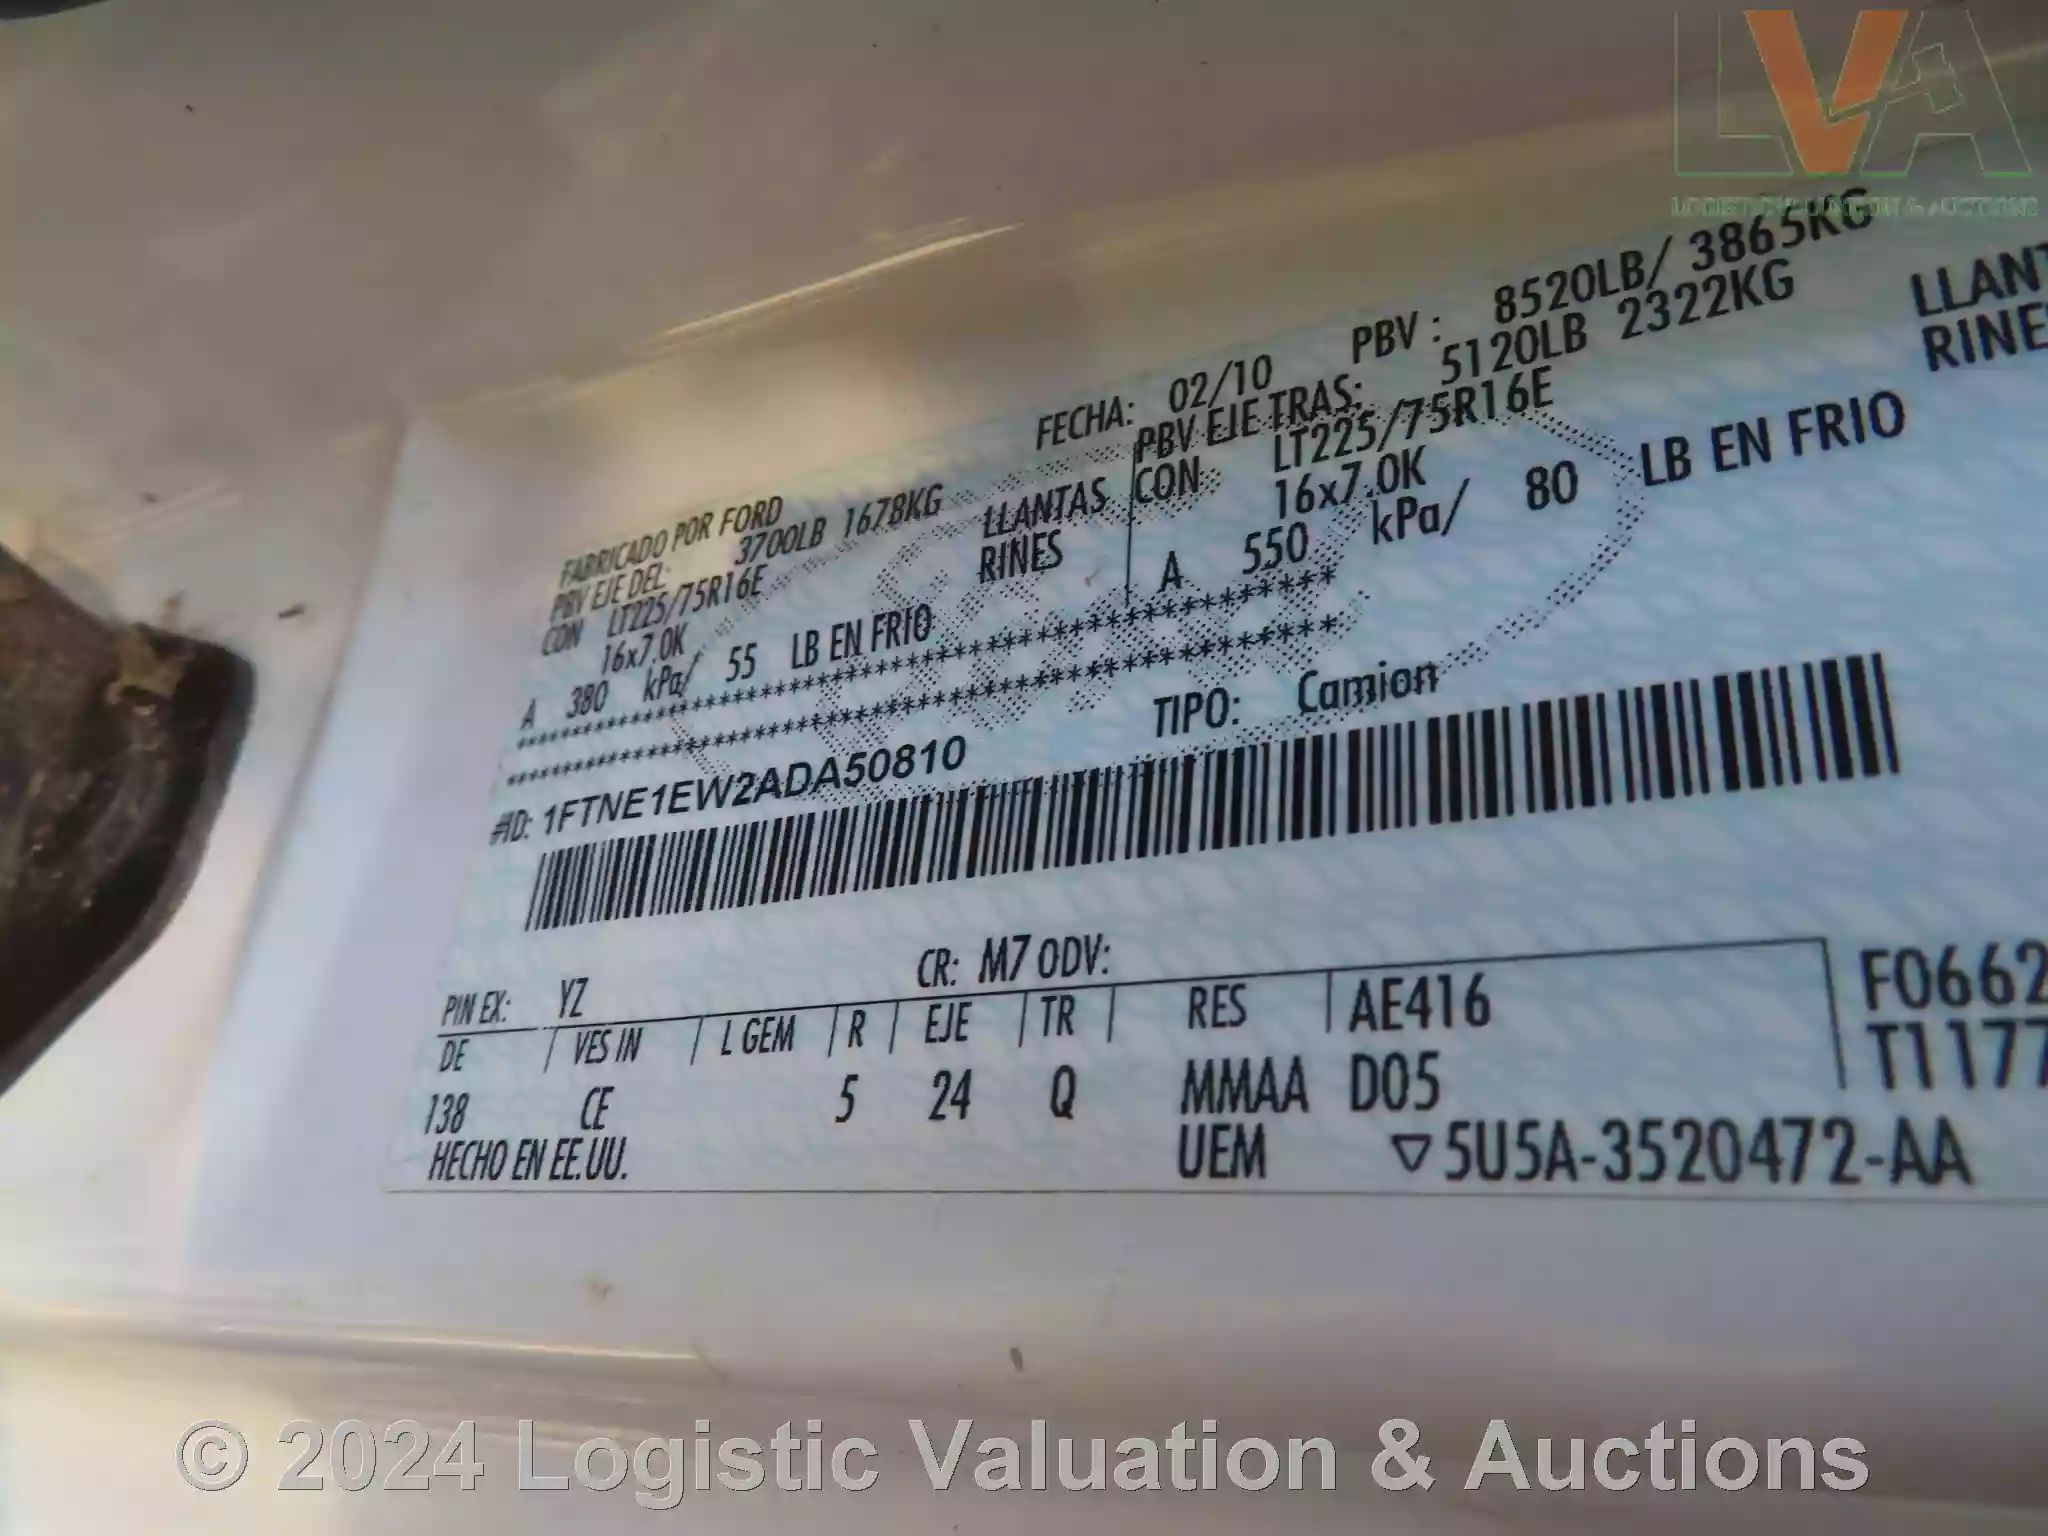 LVA
LOGISTIC VALUATION & AUCTIONS
FABRICADO POR FORD FECHA: 02/10 PBV : 8520LB/ 3865KG
PBV EJE DEL: 3700LB 1678KG PBV EJE TRAS: 5120LB 2322KG
CON LT225/75R16E LLANTAS CON LT225/75R16E LLANT
16x7.0K RINES 16x7.0K RINE
A 380 kPa/ 55 LB EN FRIO A 550 kPa/ 80 LB EN FRIO
****************************************************
****************************************************
#ID: 1FTNE1EW2ADA50810 TIPO: Camion
PIN EX: YZ CR: M7 ODV:
DE / VES IN / L GEM / R / EJE / TR | RES | AE416 F0662
138 CE 5 24 Q MMAA D05 T1177
HECHO EN EE.UU. UEM ▽5U5A-3520472-AA
© 2024 Logistic Valuation & Auctions